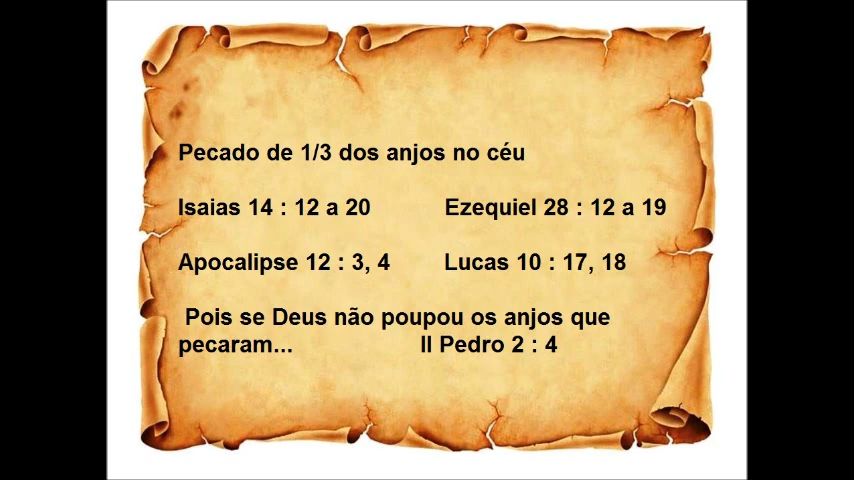 Pecado de 1/3 dos anjos no céu
Isaias 14 : 12 a 20 Ezequiel 28 : 12 a 19
Apocalipse 12 : 3, 4 Lucas 10 : 17, 18
Pois se Deus não poupou os anjos que
pecaram... II Pedro 2 : 4